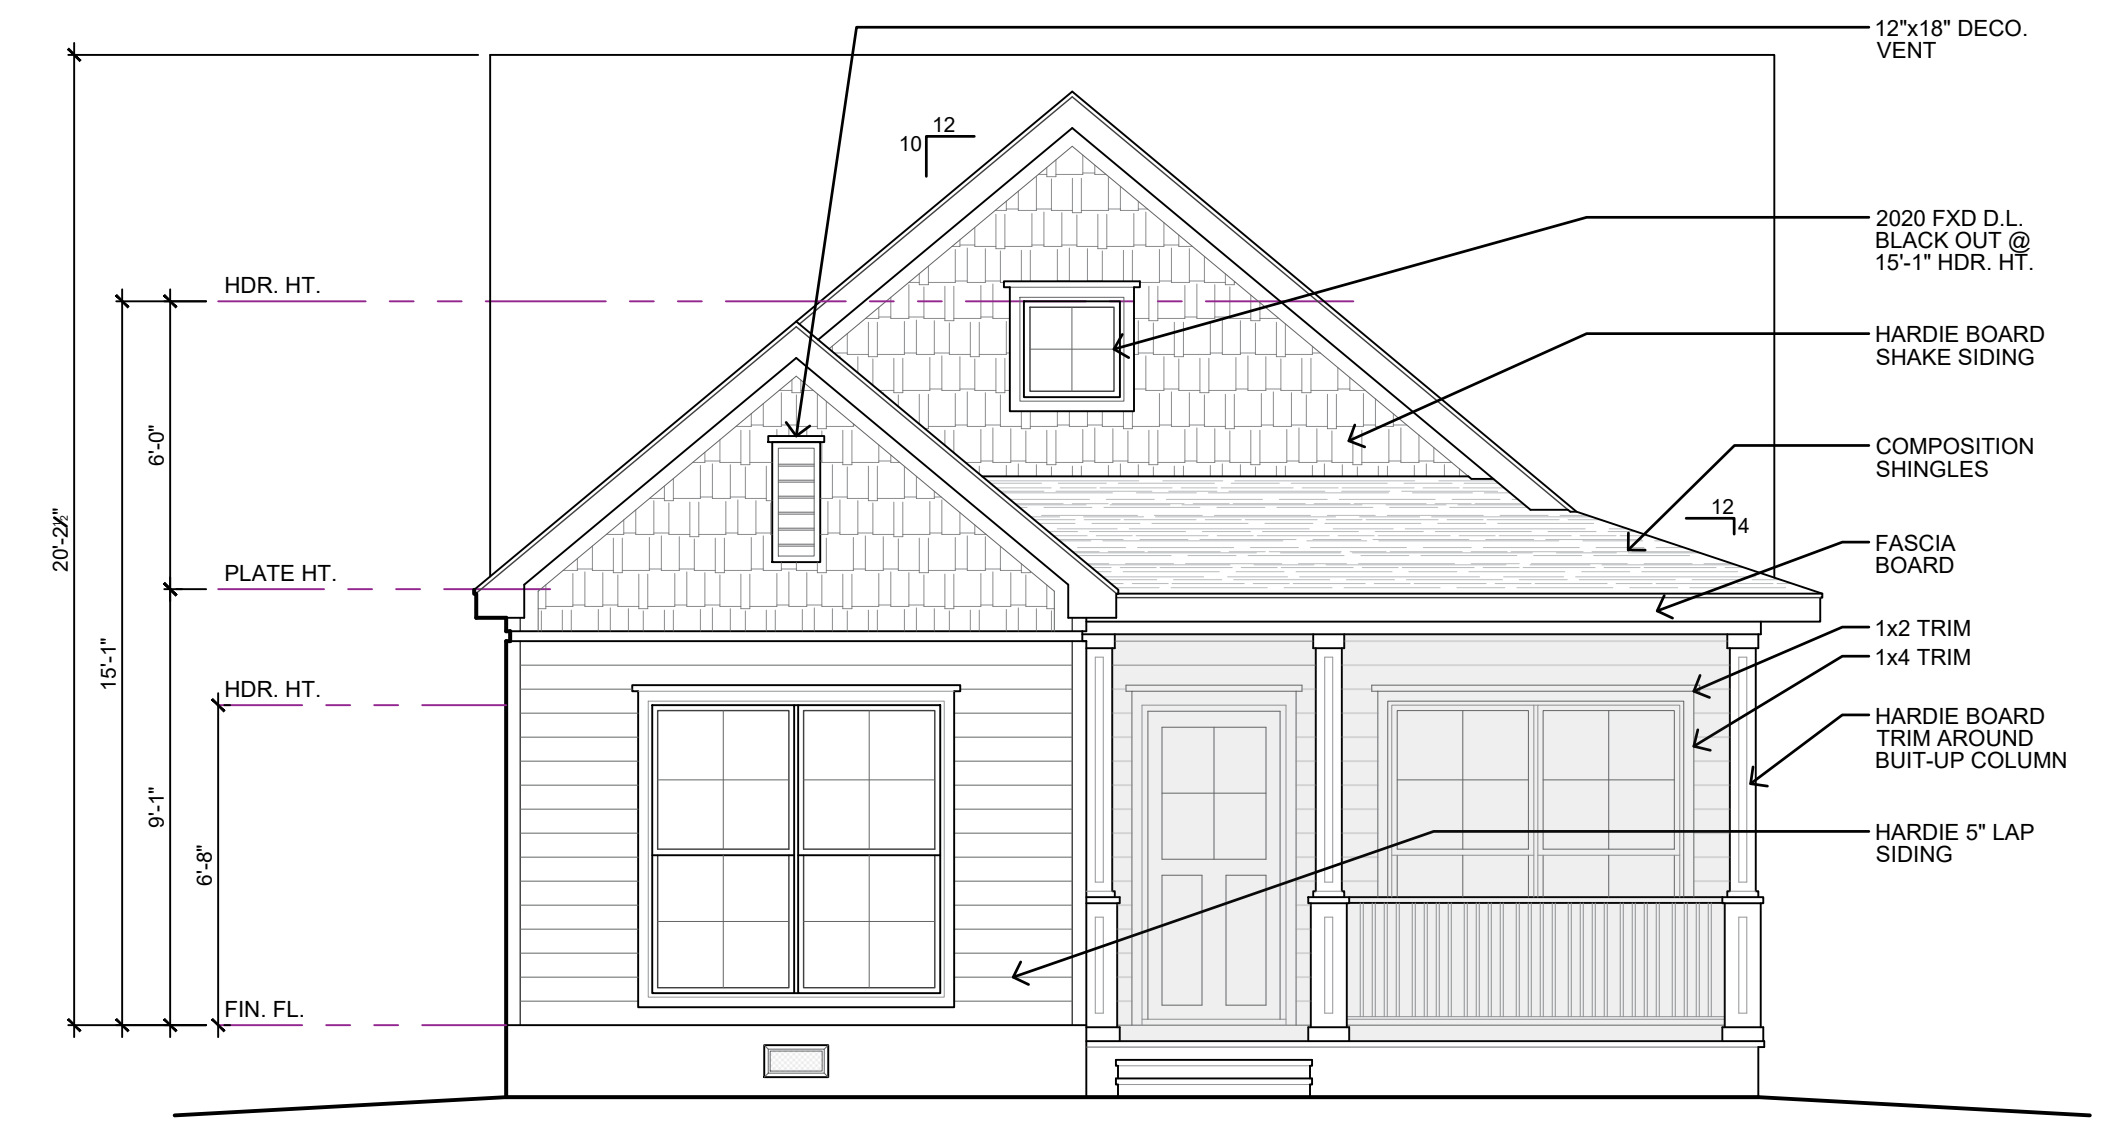 12"x18" DECO.
VENT
12
10
2020 FXD D.L.
BLACK OUT @
15'-1" HDR. HT.
HDR. HT.
HARDIE BOARD
SHAKE SIDING
6'-0"
COMPOSITION
SHINGLES
12
4
20'-2½"
FASCIA
BOARD
PLATE HT.
1x2 TRIM
1x4 TRIM
15'-1"
HDR. HT.
HARDIE BOARD
TRIM AROUND
BUIT-UP COLUMN
9'-1"
6'-8"
HARDIE 5" LAP
SIDING
FIN. FL.